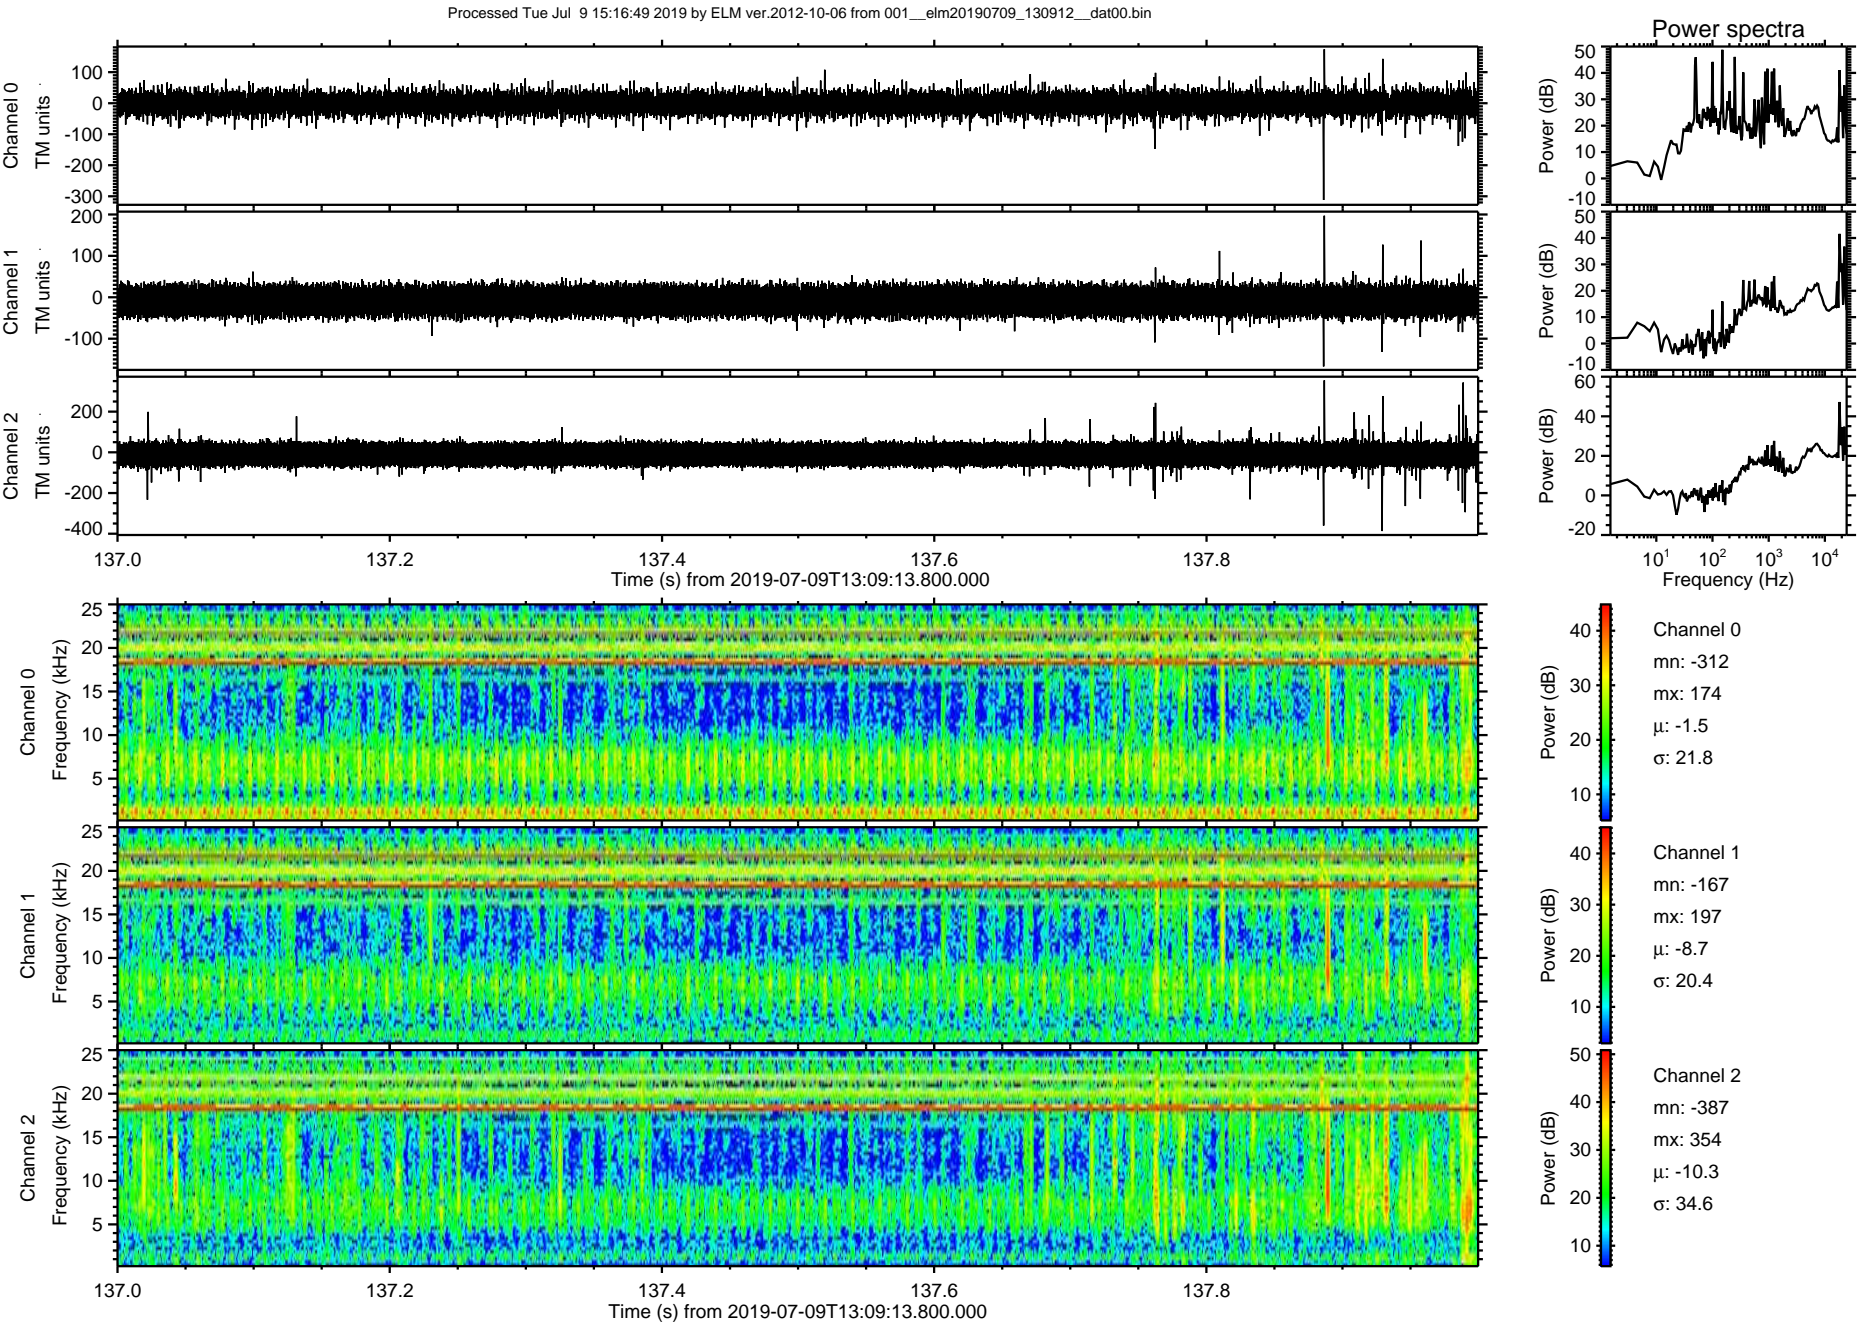 Processed Tue Jul  9 15:16:49 2019 by ELM ver.2012-10-06 from 001__elm20190709_130912__dat00.bin
Power spectra
Channel 0
TM units
100
0
-100
-200
-300
Power (dB)
50
40
30
20
10
0
-10
Channel 1
TM units
200
100
0
-100
Power (dB)
50
40
30
20
10
0
-10
Channel 2
TM units
200
0
-200
-400
Power (dB)
60
40
20
0
-20
137.0 137.2 137.4 137.6 137.8
Time (s) from 2019-07-09T13:09:13.800.000
10^1 10^2 10^3 10^4
Frequency (Hz)
Channel 0
Frequency (kHz)
25
20
15
10
5
Power (dB)
40
30
20
10
Channel 0
mn: -312
mx: 174
μ: -1.5
σ: 21.8
Channel 1
Frequency (kHz)
25
20
15
10
5
Power (dB)
40
30
20
10
Channel 1
mn: -167
mx: 197
μ: -8.7
σ: 20.4
Channel 2
Frequency (kHz)
25
20
15
10
5
Power (dB)
50
40
30
20
10
Channel 2
mn: -387
mx: 354
μ: -10.3
σ: 34.6
137.0 137.2 137.4 137.6 137.8
Time (s) from 2019-07-09T13:09:13.800.000